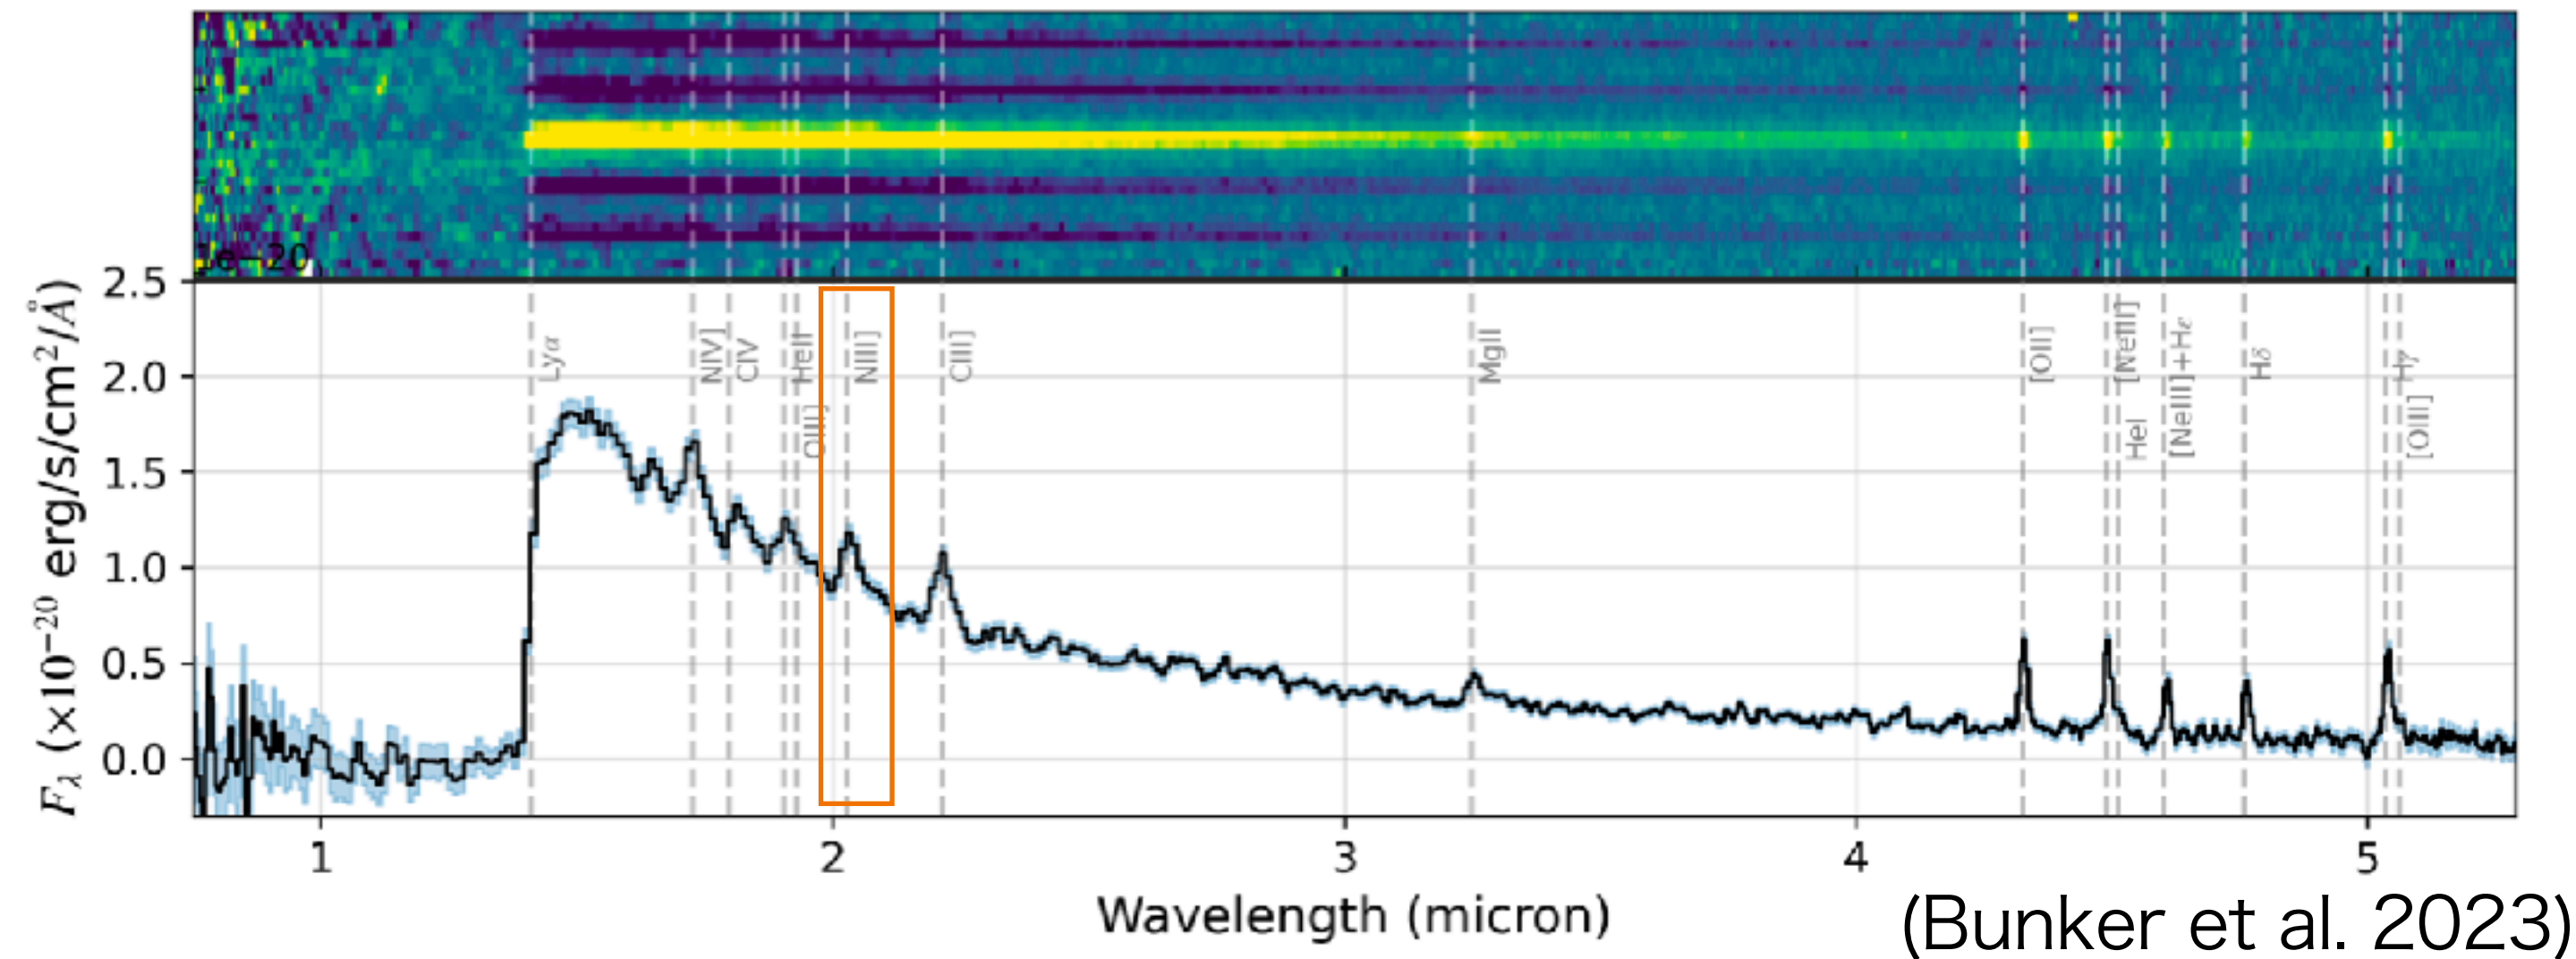 1e−20
2.5
2.0
1.5
1.0
0.5
0.0
F_λ (×10⁻²⁰ erg/s/cm²/Å)
Lyα
NIV]
CIV
HeII
OIII]
NIII]
CIII]
MgII
[OII]
[NeIII]
HeI
[NeIII]+Hε
Hδ
Hγ
[OIII]
1 2 3 4 5
Wavelength (micron)
(Bunker et al. 2023)